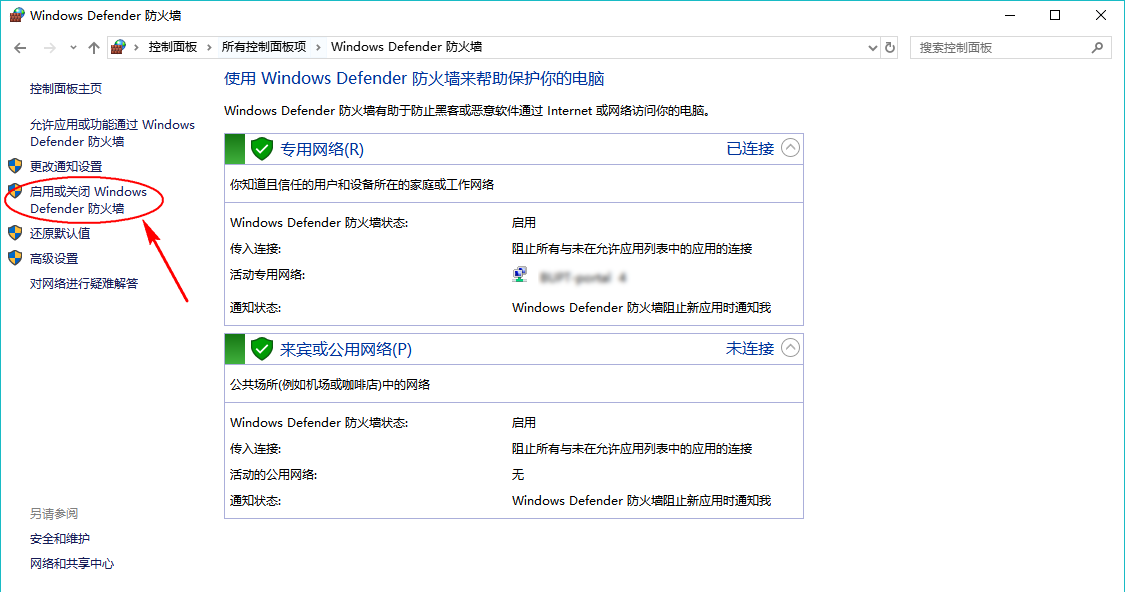 Windows Defender 防火墙
控制面板 > 所有控制面板项 > Windows Defender 防火墙
搜索控制面板
控制面板主页
允许应用或功能通过 Windows
Defender 防火墙
更改通知设置
启用或关闭 Windows
Defender 防火墙
还原默认值
高级设置
对网络进行疑难解答
另请参阅
安全和维护
网络和共享中心
使用 Windows Defender 防火墙来帮助保护你的电脑
Windows Defender 防火墙有助于防止黑客或恶意软件通过 Internet 或网络访问你的电脑。
专用网络(R) 已连接
你知道且信任的用户和设备所在的家庭或工作网络
Windows Defender 防火墙状态: 启用
传入连接: 阻止所有与未在允许应用列表中的应用的连接
活动专用网络:
通知状态: Windows Defender 防火墙阻止新应用时通知我
来宾或公用网络(P) 未连接
公共场所(例如机场或咖啡店)中的网络
Windows Defender 防火墙状态: 启用
传入连接: 阻止所有与未在允许应用列表中的应用的连接
活动的公用网络: 无
通知状态: Windows Defender 防火墙阻止新应用时通知我